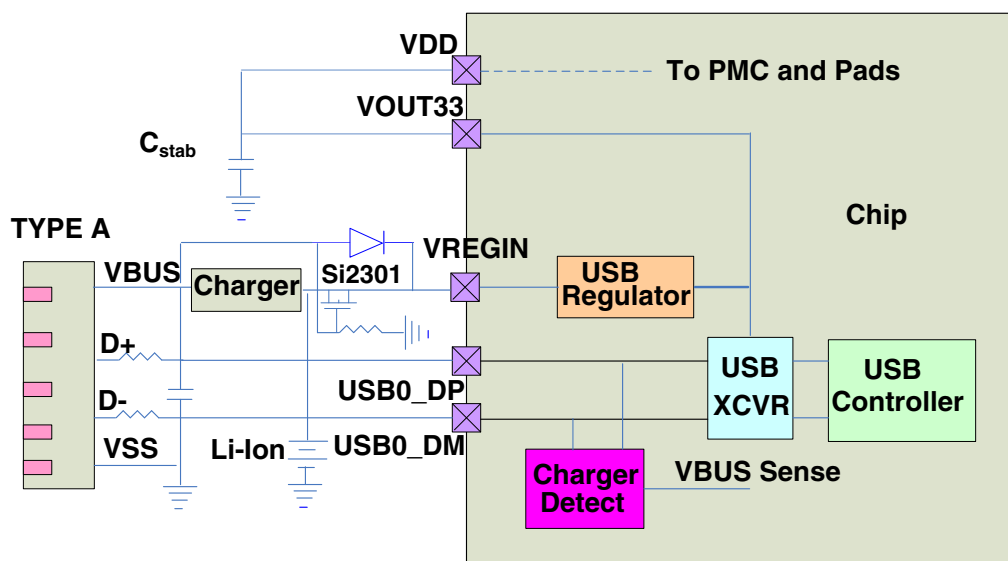 VDD
To PMC and Pads
VOUT33
C_stab
Chip
TYPE A
VREGIN
VBUS
Charger
Si2301
USB
Regulator
D+
USB0_DP
USB
XCVR
USB
Controller
D-
VSS
Li-Ion
USB0_DM
Charger
Detect
VBUS Sense